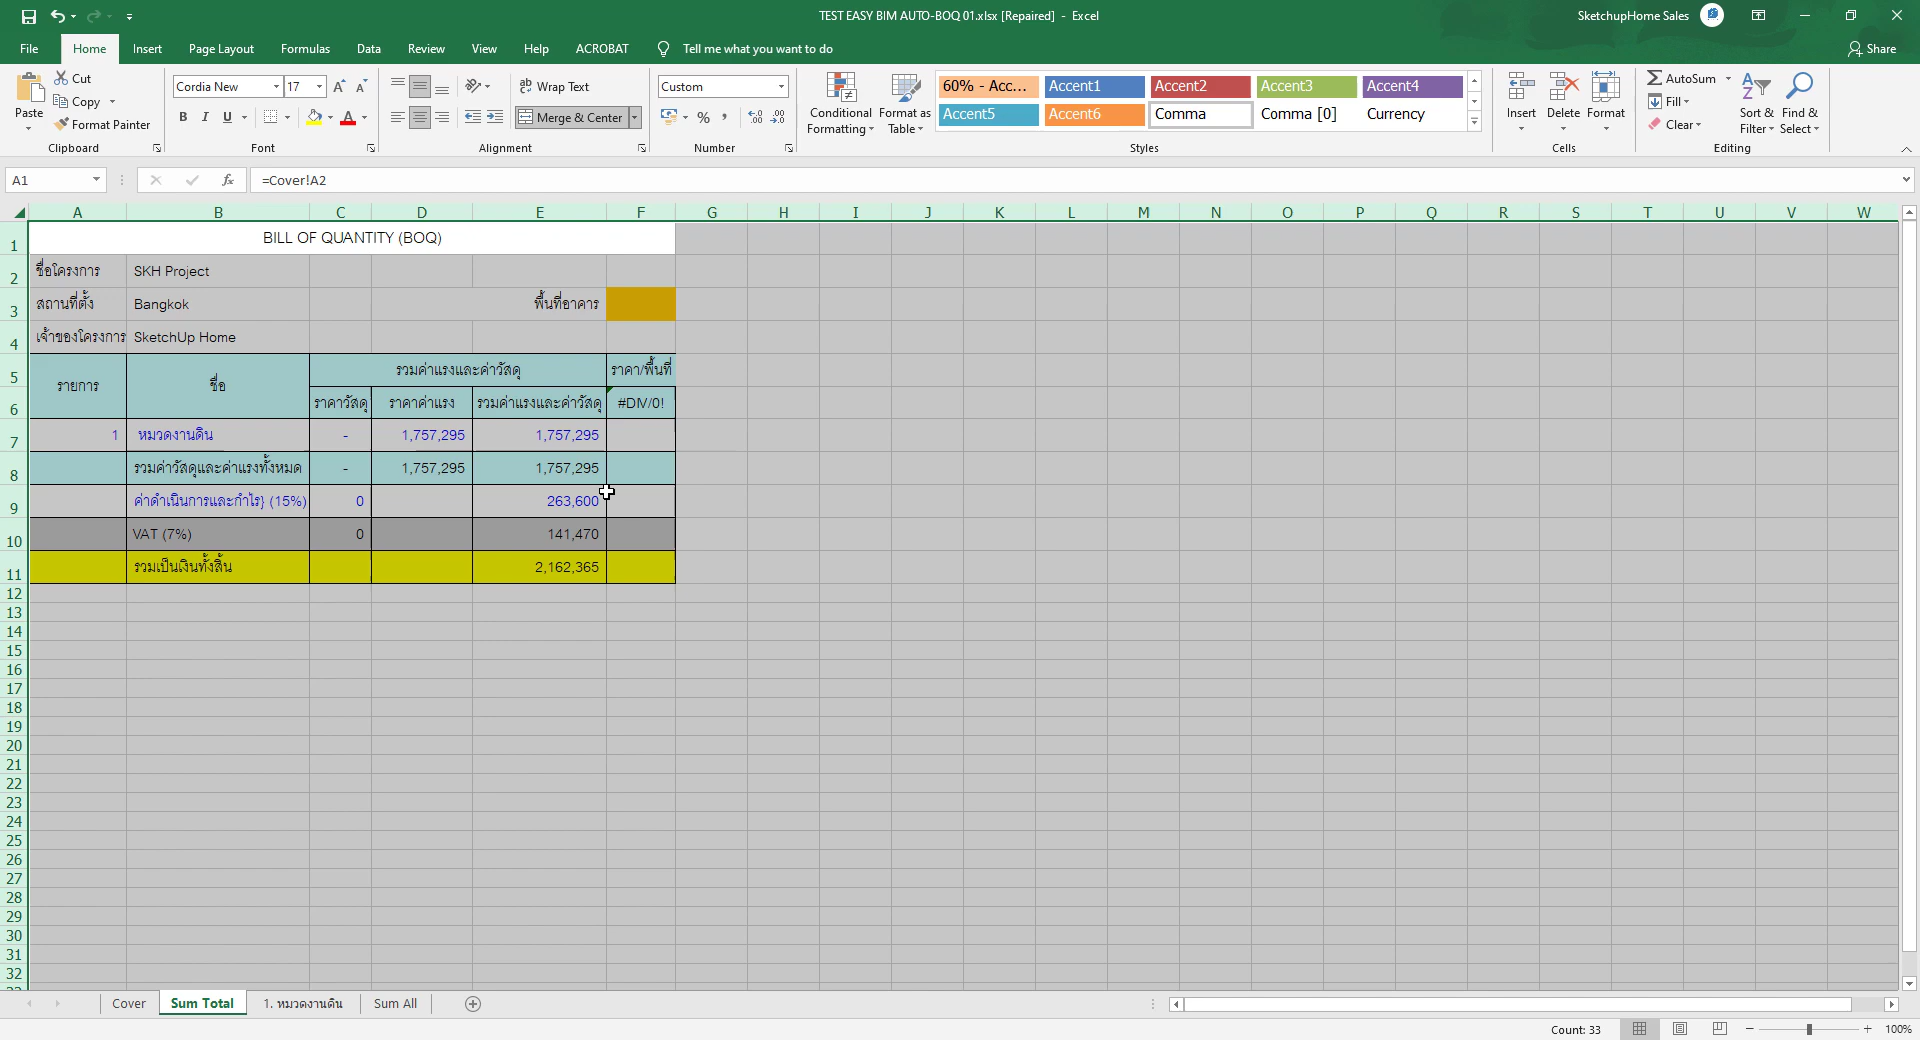 TEST EASY BIM AUTO-BOQ 01.xlsx [Repaired] - Excel
SketchupHome Sales
File Home Insert Page Layout Formulas Data Review View Help ACROBAT Tell me what you want to do Share
Paste
Cut
Copy
Format Painter
Clipboard
Cordia New 17
B I U
Font
Wrap Text
Merge & Center
Alignment
Custom
Number
Conditional Formatting
Format as Table
60% - Acc... Accent1 Accent2 Accent3 Accent4
Accent5 Accent6 Comma Comma [0] Currency
Styles
Insert Delete Format
Cells
AutoSum
Fill
Clear
Sort & Filter
Find & Select
Editing
A1 fx =Cover!A2
A B C D E F G H I J K L M N O P Q R S T U V W
1 BILL OF QUANTITY (BOQ)
2 ชื่อโครงการ SKH Project
3 สถานที่ตั้ง Bangkok พื้นที่อาคาร
4 เจ้าของโครงการ SketchUp Home
5 รายการ ชื่อ รวมค่าแรงและค่าวัสดุ ราคา/พื้นที่
6 ราคาวัสดุ ราคาค่าแรง รวมค่าแรงและค่าวัสดุ #DIV/0!
7 1 หมวดงานดิน - 1,757,295 1,757,295
8 รวมค่าวัสดุและค่าแรงทั้งหมด - 1,757,295 1,757,295
9 ค่าดำเนินการและกำไร} (15%) 0 263,600
10 VAT (7%) 0 141,470
11 รวมเป็นเงินทั้งสิ้น 2,162,365
12
13
14
15
16
17
18
19
20
21
22
23
24
25
26
27
28
29
30
31
32
Cover Sum Total 1. หมวดงานดิน Sum All
Count: 33 100%